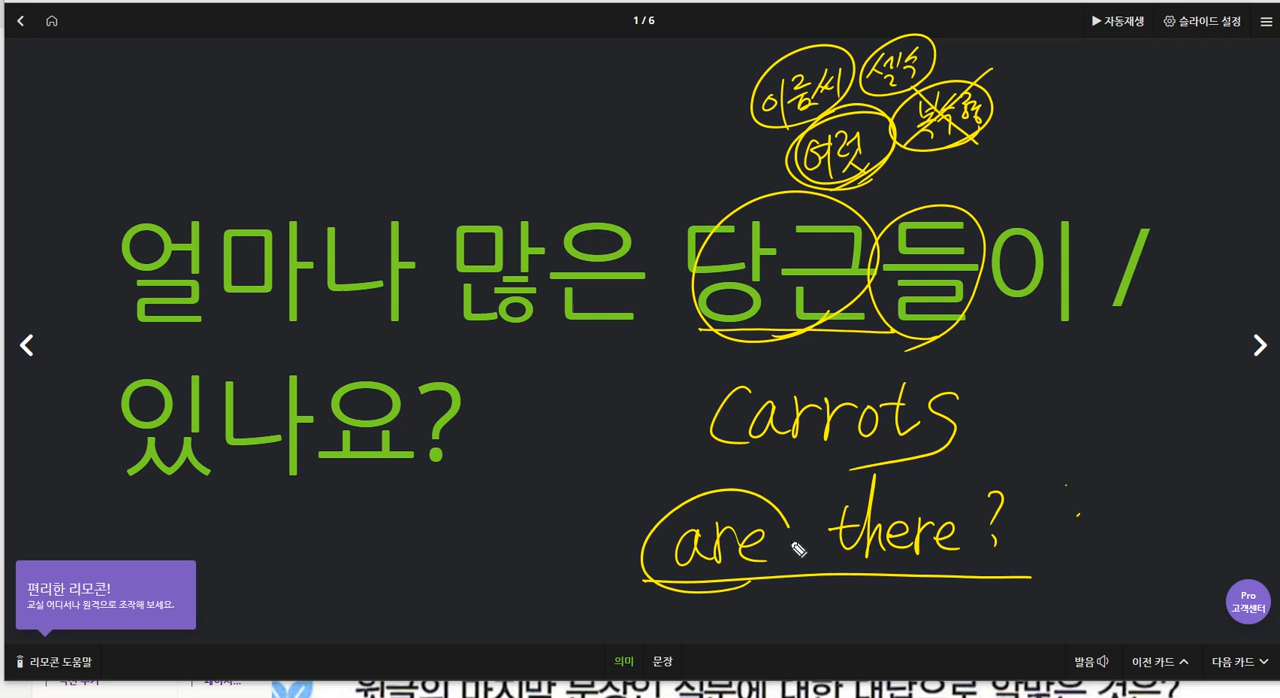 1 / 6
자동재생
슬라이드 설정
이름씨
실수
여럿
얼마나 많은 당근들이 /
있나요?
carrots
are there?
편리한 리모콘!
교실 어디서나 원격으로 조작해 보세요.
Pro
고객센터
리모콘 도움말
의미
문장
발음
이전 카드
다음 카드